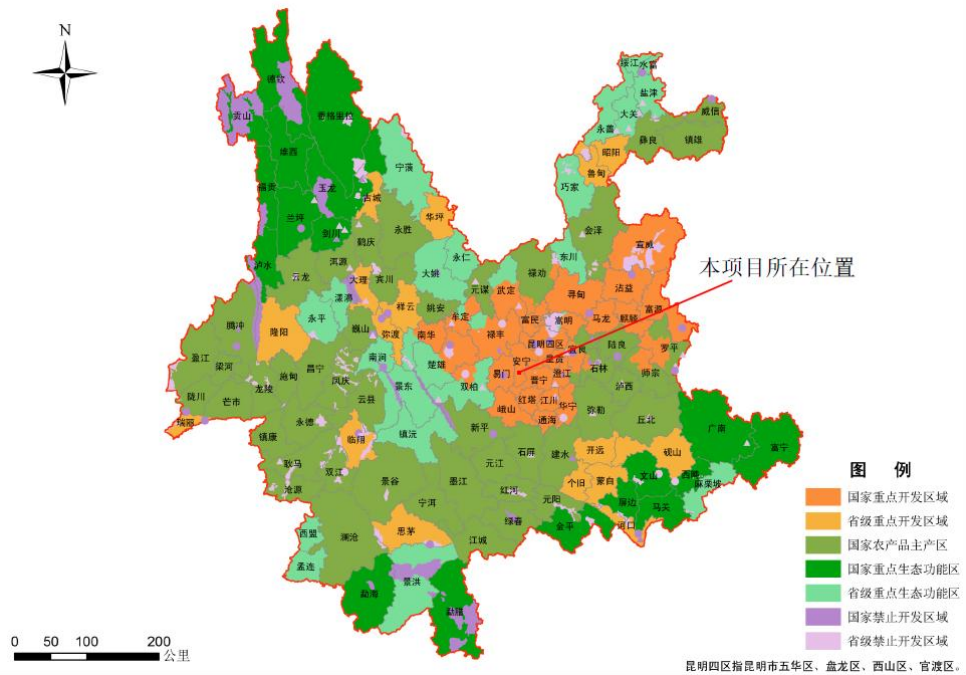 N
德钦
贡山
香格里拉
维西
福贡
玉龙
兰坪
剑川
泸水
宁蒗
古城
华坪
永胜
鹤庆
绥江
水富
盐津
大关
永善
威信
彝良
镇雄
昭阳
鲁甸
巧家
会泽
宣威
东川
禄劝
永仁
大姚
元谋
武定
寻甸
沾益
富源
云龙
洱源
大理
宾川
漾濞
祥云
姚安
牟定
富民
嵩明
马龙
麒麟
本项目所在位置
腾冲
隆阳
永平
巍山
弥渡
南华
禄丰
昆明四区
宜良
陆良
罗平
盈江
梁河
南涧
楚雄
安宁
呈贡
石林
师宗
陇川
芒市
龙陵
施甸
昌宁
凤庆
景东
双柏
易门
晋宁
澄江
泸西
瑞丽
云县
红塔
江川
华宁
弥勒
峨山
通海
丘北
镇康
永德
临翔
镇沅
新平
广南
富宁
耿马
双江
沧源
石屏
建水
开远
砚山
元江
文山
西畴
麻栗坡
景谷
墨江
宁洱
红河
个旧
蒙自
元阳
屏边
马关
西盟
澜沧
思茅
绿春
金平
河口
江城
孟连
景洪
勐海
勐腊
图 例
国家重点开发区域
省级重点开发区域
国家农产品主产区
国家重点生态功能区
省级重点生态功能区
国家禁止开发区域
省级禁止开发区域
0 50 100 200
公里
昆明四区指昆明市五华区、盘龙区、西山区、官渡区。